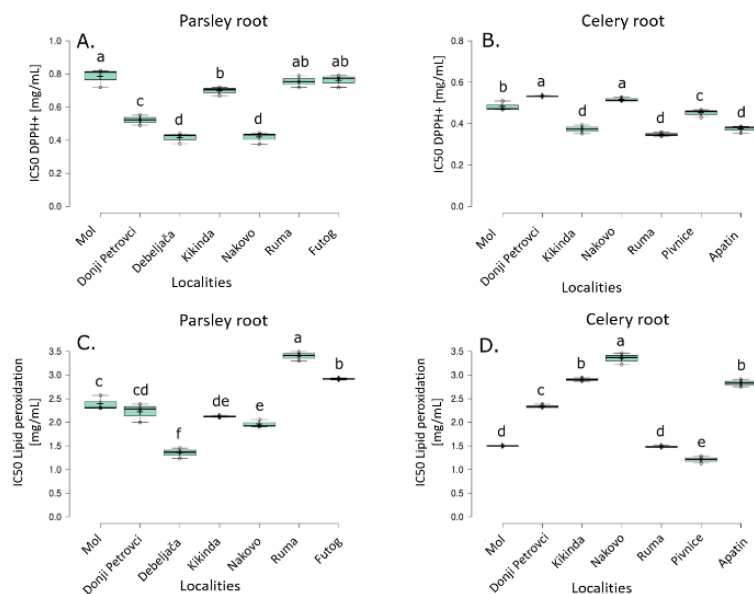 Parsley root
A.
IC50 DPPH+ [mg/mL]
1.0
0.8
0.6
0.4
0.2
0.0
a
c
d
b
d
ab
ab
Mol
Donji Petrovci
Debeljača
Kikinda
Nakovo
Ruma
Futog
Localities
Celery root
B.
IC50 DPPH+ [mg/mL]
0.8
0.6
0.4
0.2
0.0
b
a
d
a
d
c
d
Mol
Donji Petrovci
Kikinda
Nakovo
Ruma
Pivnice
Apatin
Localities
Parsley root
C.
IC50 Lipid peroxidation
[mg/mL]
3.5
3.0
2.5
2.0
1.5
1.0
0.5
0.0
c
cd
f
de
e
a
b
Mol
Donji Petrovci
Debeljača
Kikinda
Nakovo
Ruma
Futog
Localities
Celery root
D.
IC50 Lipid peroxidation
[mg/mL]
3.5
3.0
2.5
2.0
1.5
1.0
0.5
0.0
d
c
b
a
d
e
b
Mol
Donji Petrovci
Kikinda
Nakovo
Ruma
Pivnice
Apatin
Localities